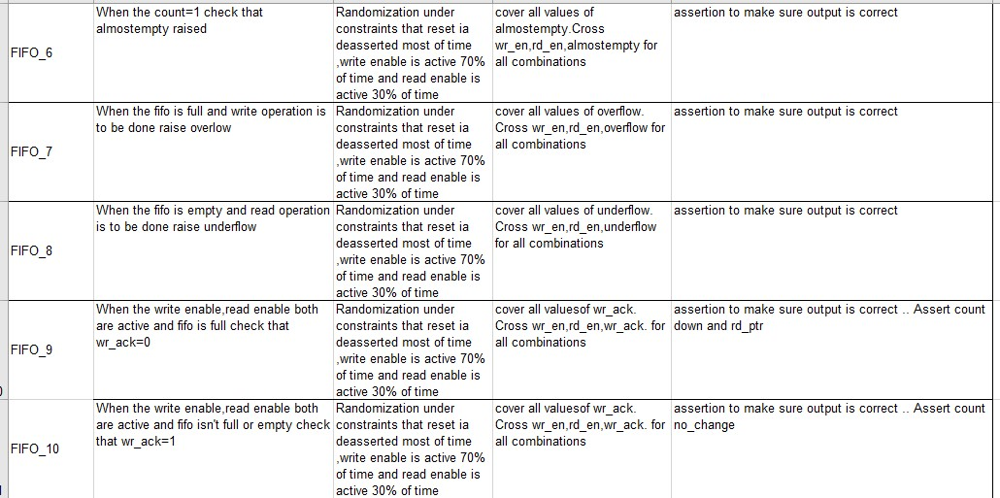 FIFO_6
When the count=1 check that
almostempty raised
Randomization under
constraints that reset ia
deasserted most of time
,write enable is active 70%
of time and read enable is
active 30% of time
cover all values of
almostempty.Cross
wr_en,rd_en,almostempty for
all combinations
assertion to make sure output is correct
FIFO_7
When the fifo is full and write operation is
to be done raise overlow
Randomization under
constraints that reset ia
deasserted most of time
,write enable is active 70%
of time and read enable is
active 30% of time
cover all values of overflow.
Cross wr_en,rd_en,overflow for
all combinations
assertion to make sure output is correct
FIFO_8
When the fifo is empty and read operation
is to be done raise underflow
Randomization under
constraints that reset ia
deasserted most of time
,write enable is active 70%
of time and read enable is
active 30% of time
cover all values of underflow.
Cross wr_en,rd_en,underflow
for all combinations
assertion to make sure output is correct
FIFO_9
When the write enable,read enable both
are active and fifo is full check that
wr_ack=0
Randomization under
constraints that reset ia
deasserted most of time
,write enable is active 70%
of time and read enable is
active 30% of time
cover all valuesof wr_ack.
Cross wr_en,rd_en,wr_ack. for
all combinations
assertion to make sure output is correct .. Assert count
down and rd_ptr
FIFO_10
When the write enable,read enable both
are active and fifo isn't full or empty check
that wr_ack=1
Randomization under
constraints that reset ia
deasserted most of time
,write enable is active 70%
of time and read enable is
active 30% of time
cover all valuesof wr_ack.
Cross wr_en,rd_en,wr_ack. for
all combinations
assertion to make sure output is correct .. Assert count
no_change